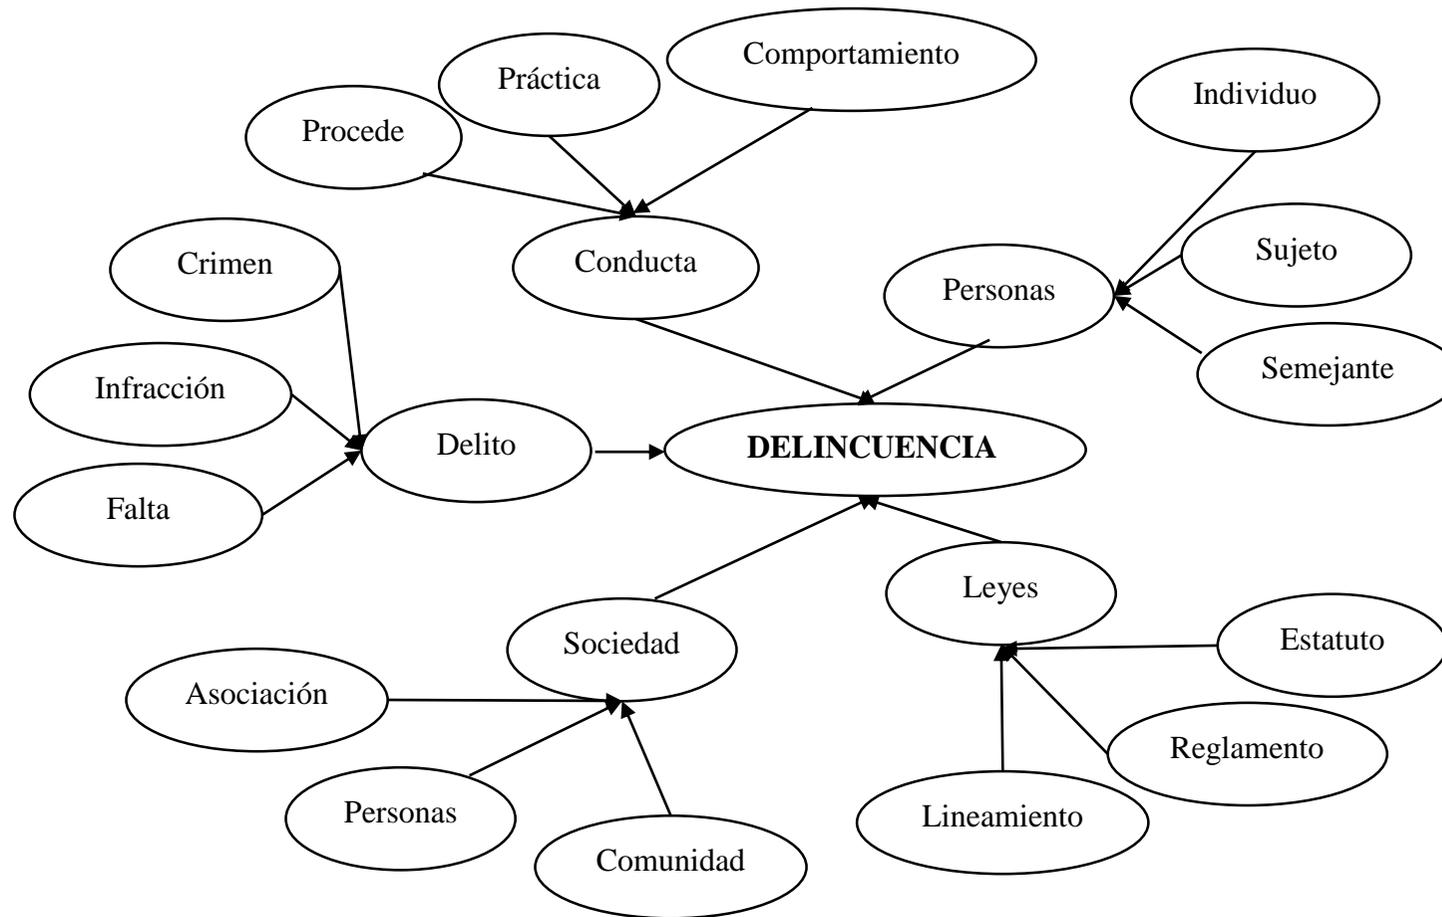 Comportamiento
Práctica
Individuo
Procede
Sujeto
Crimen
Conducta
Personas
Semejante
Infracción
Delito
DELINCUENCIA
Falta
Leyes
Sociedad
Estatuto
Asociación
Reglamento
Personas
Lineamiento
Comunidad